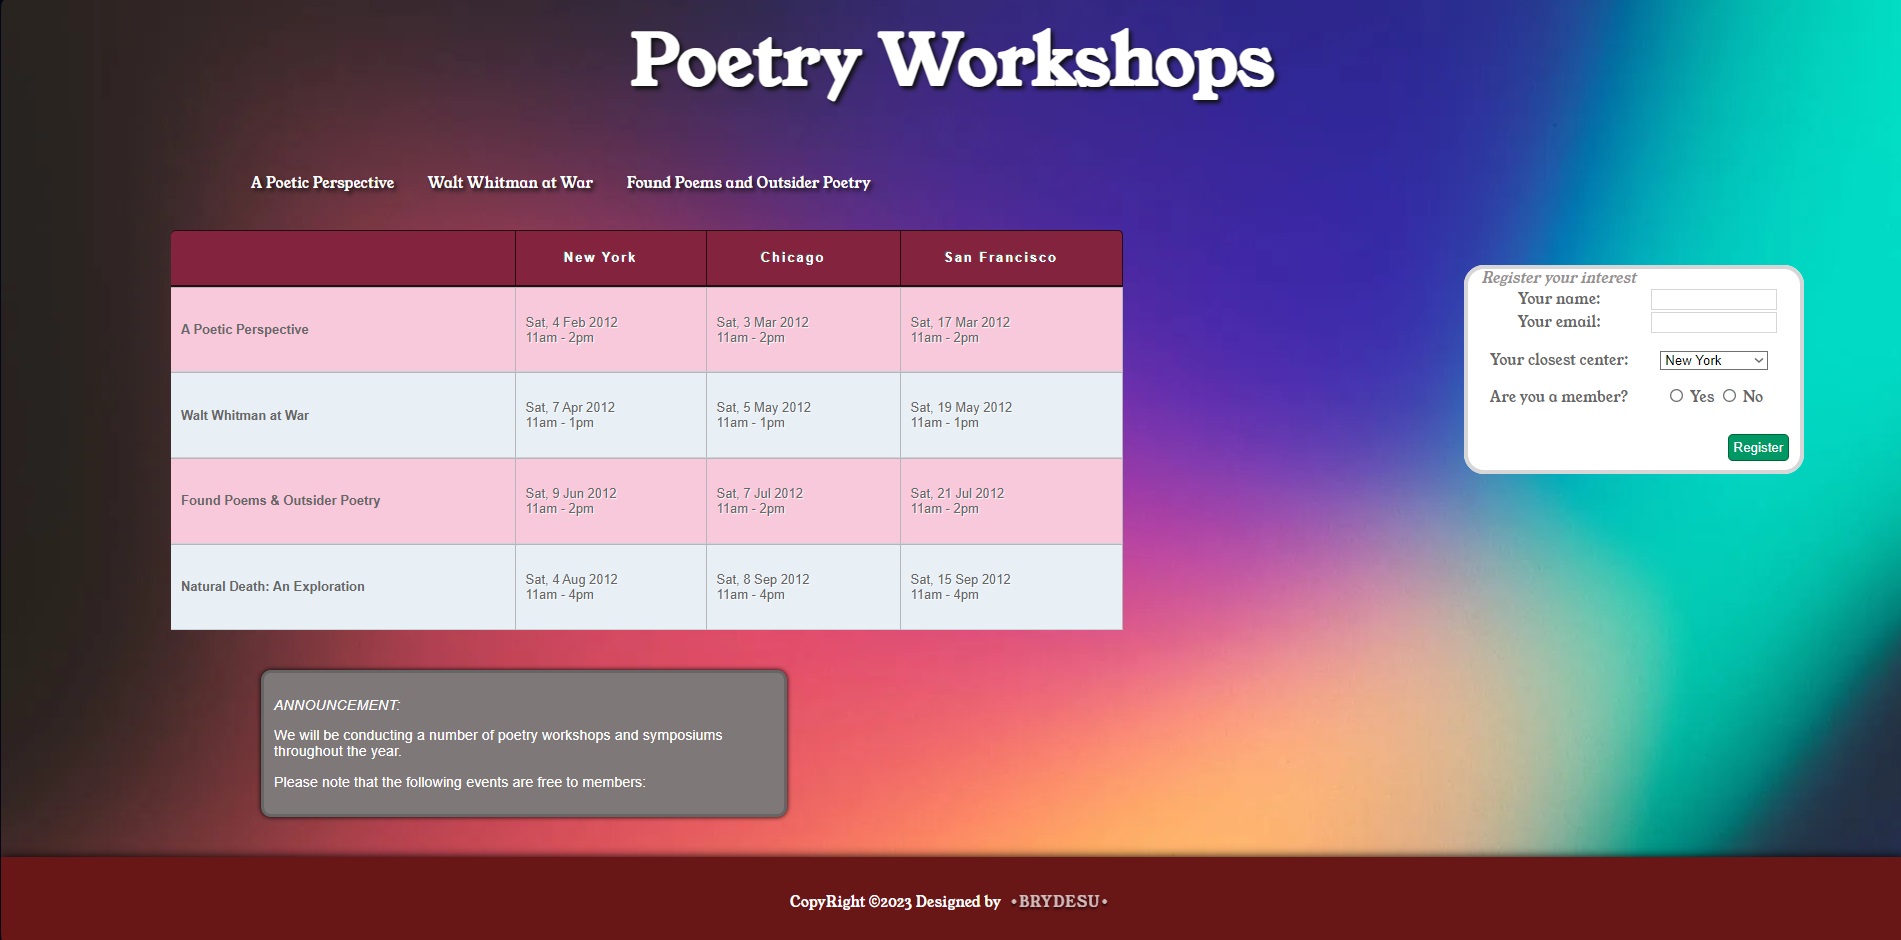 Poetry Workshops
A Poetic Perspective Walt Whitman at War Found Poems and Outsider Poetry
New York Chicago San Francisco
A Poetic Perspective
Sat, 4 Feb 2012
11am - 2pm
Sat, 3 Mar 2012
11am - 2pm
Sat, 17 Mar 2012
11am - 2pm
Walt Whitman at War
Sat, 7 Apr 2012
11am - 1pm
Sat, 5 May 2012
11am - 1pm
Sat, 19 May 2012
11am - 1pm
Found Poems & Outsider Poetry
Sat, 9 Jun 2012
11am - 2pm
Sat, 7 Jul 2012
11am - 2pm
Sat, 21 Jul 2012
11am - 2pm
Natural Death: An Exploration
Sat, 4 Aug 2012
11am - 4pm
Sat, 8 Sep 2012
11am - 4pm
Sat, 15 Sep 2012
11am - 4pm
Register your interest
Your name:
Your email:
Your closest center: New York
Are you a member? Yes No
Register
ANNOUNCEMENT:
We will be conducting a number of poetry workshops and symposiums
throughout the year.
Please note that the following events are free to members:
CopyRight ©2023 Designed by •BRYDESU•